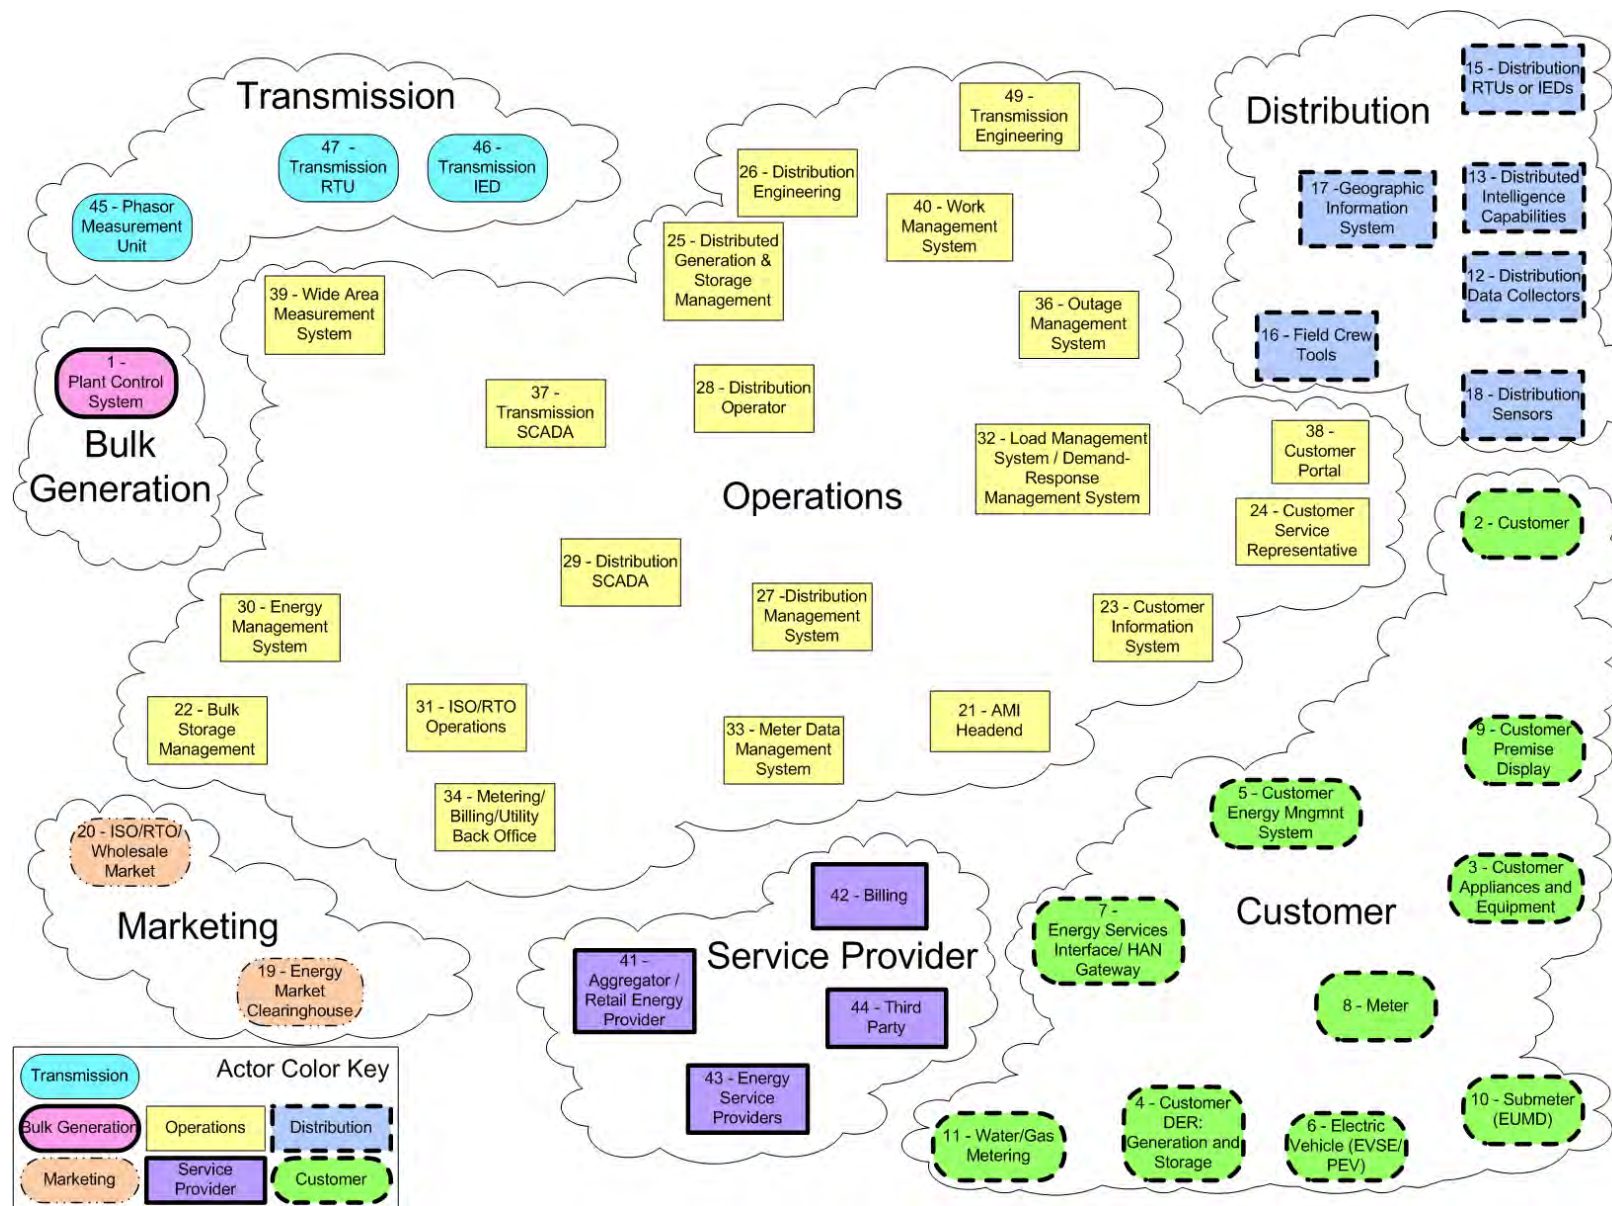 Transmission
47 -
Transmission
RTU
46 -
Transmission
IED
45 - Phasor
Measurement
Unit
1 -
Plant Control
System
Bulk
Generation
49 -
Transmission
Engineering
26 - Distribution
Engineering
40 - Work
Management
System
25 - Distributed
Generation &
Storage
Management
39 - Wide Area
Measurement
System
36 - Outage
Management
System
37 -
Transmission
SCADA
28 - Distribution
Operator
32 - Load Management
System / Demand-
Response
Management System
38 -
Customer
Portal
Operations
24 - Customer
Service
Representative
29 - Distribution
SCADA
27 -Distribution
Management
System
30 - Energy
Management
System
23 - Customer
Information
System
22 - Bulk
Storage
Management
31 - ISO/RTO
Operations
33 - Meter Data
Management
System
21 - AMI
Headend
34 - Metering/
Billing/Utility
Back Office
Distribution
15 - Distribution
RTUs or IEDs
17 -Geographic
Information
System
13 - Distributed
Intelligence
Capabilities
12 - Distribution
Data Collectors
16 - Field Crew
Tools
18 - Distribution
Sensors
2 - Customer
9 - Customer
Premise
Display
5 - Customer
Energy Mngmnt
System
3 - Customer
Appliances and
Equipment
Customer
7 -
Energy Services
Interface/ HAN
Gateway
8 - Meter
10 - Submeter
(EUMD)
4 - Customer
DER:
Generation and
Storage
6 - Electric
Vehicle (EVSE/
PEV)
11 - Water/Gas
Metering
20 - ISO/RTO/
Wholesale
Market
Marketing
19 - Energy
Market
Clearinghouse
42 - Billing
Service Provider
41 -
Aggregator /
Retail Energy
Provider
44 - Third
Party
43 - Energy
Service
Providers
Actor Color Key
Transmission
Bulk Generation
Operations
Distribution
Marketing
Service
Provider
Customer